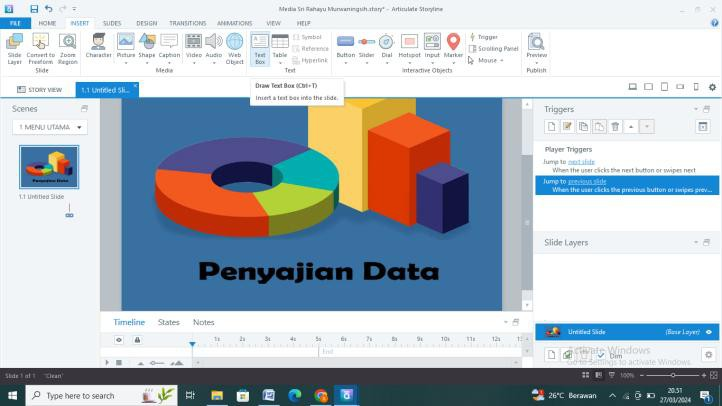 Media Sri Rahayu Murwaningsih.story* - Articulate Storyline
FILE HOME INSERT SLIDES DESIGN TRANSITIONS ANIMATIONS VIEW HELP
Slide Layer
Convert to Freeform
Zoom Region
Slide
Character
Picture
Shape
Caption
Video
Audio
Web Object
Media
Text Box
Table
Symbol
Reference
Hyperlink
Text
Button
Slider
Dial
Hotspot
Input
Marker
Trigger
Scrolling Panel
Mouse
Interactive Objects
Preview
Publish
Draw Text Box (Ctrl+T)
Insert a text box into the slide.
STORY VIEW
1.1 Untitled Sli...
Scenes
1 MENU UTAMA
Penyajian Data
1.1 Untitled Slide
Penyajian Data
Triggers
Player Triggers
Jump to next slide
When the user clicks the next button or swipes next
Jump to previous slide
When the user clicks the previous button or swipes prev...
Slide Layers
Untitled Slide (Base Layer)
Dim
Activate Windows
Go to Settings to activate Windows.
Timeline States Notes
1s 2s 3s 4s 5s 6s 7s 8s 9s 10s 11s 12s
End
Slide 1 of 1 "Clean"
100%
Type here to search
26°C Berawan
20.51
27/03/2024